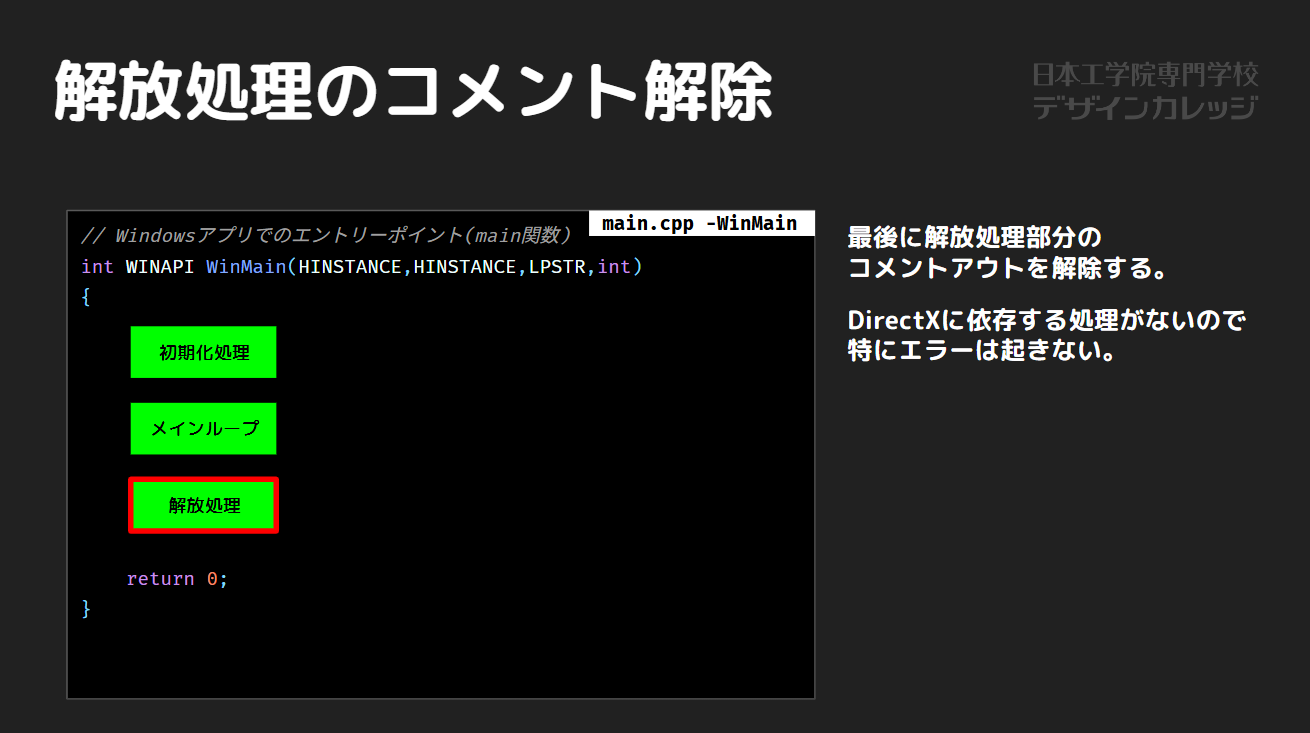 解放処理のコメント解除
日本工学院専門学校
デザインカレッジ
main.cpp -WinMain
// Windowsアプリでのエントリーポイント(main関数)
int WINAPI WinMain(HINSTANCE,HINSTANCE,LPSTR,int)
{
初期化処理
メインループ
解放処理
return 0;
}
最後に解放処理部分の
コメントアウトを解除する。
DirectXに依存する処理がないので
特にエラーは起きない。